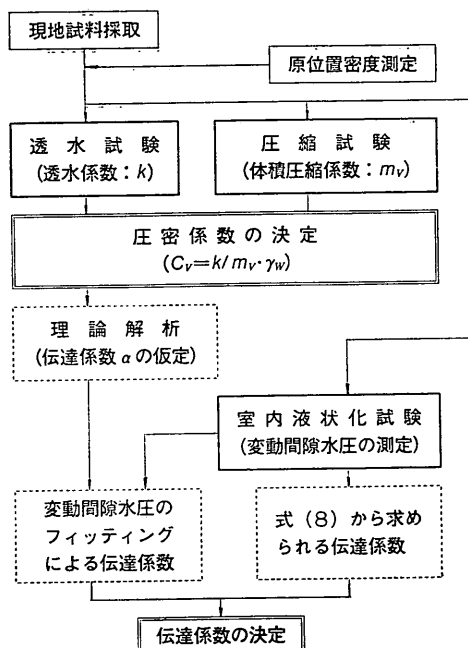 現地試料採取
原位置密度測定
透水試験
(透水係数：k)
圧縮試験
(体積圧縮係数：mv)
圧密係数の決定
(Cv=k/mv・γw)
理論解析
(伝達係数αの仮定)
室内液状化試験
(変動間隙水圧の測定)
変動間隙水圧の
フィッティング
による伝達係数
式(8)から求め
られる伝達係数
伝達係数の決定